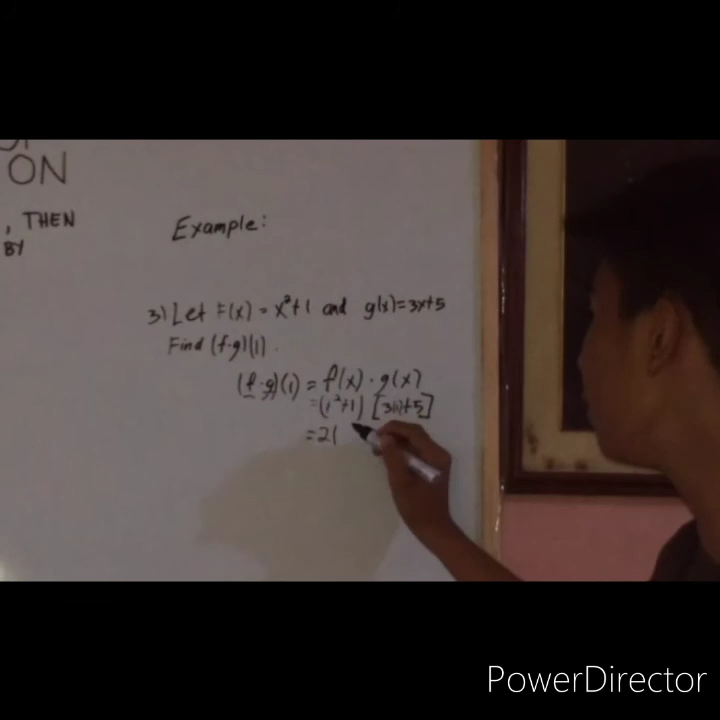 ON
, THEN
BY
Example:
3) Let F(x) = x²+1 and g(x)=3x+5
Find (f·g)(1).
(f·g)(1) = f(x)·g(x)
=(1²+1) [3(1)+5]
=2(
PowerDirector